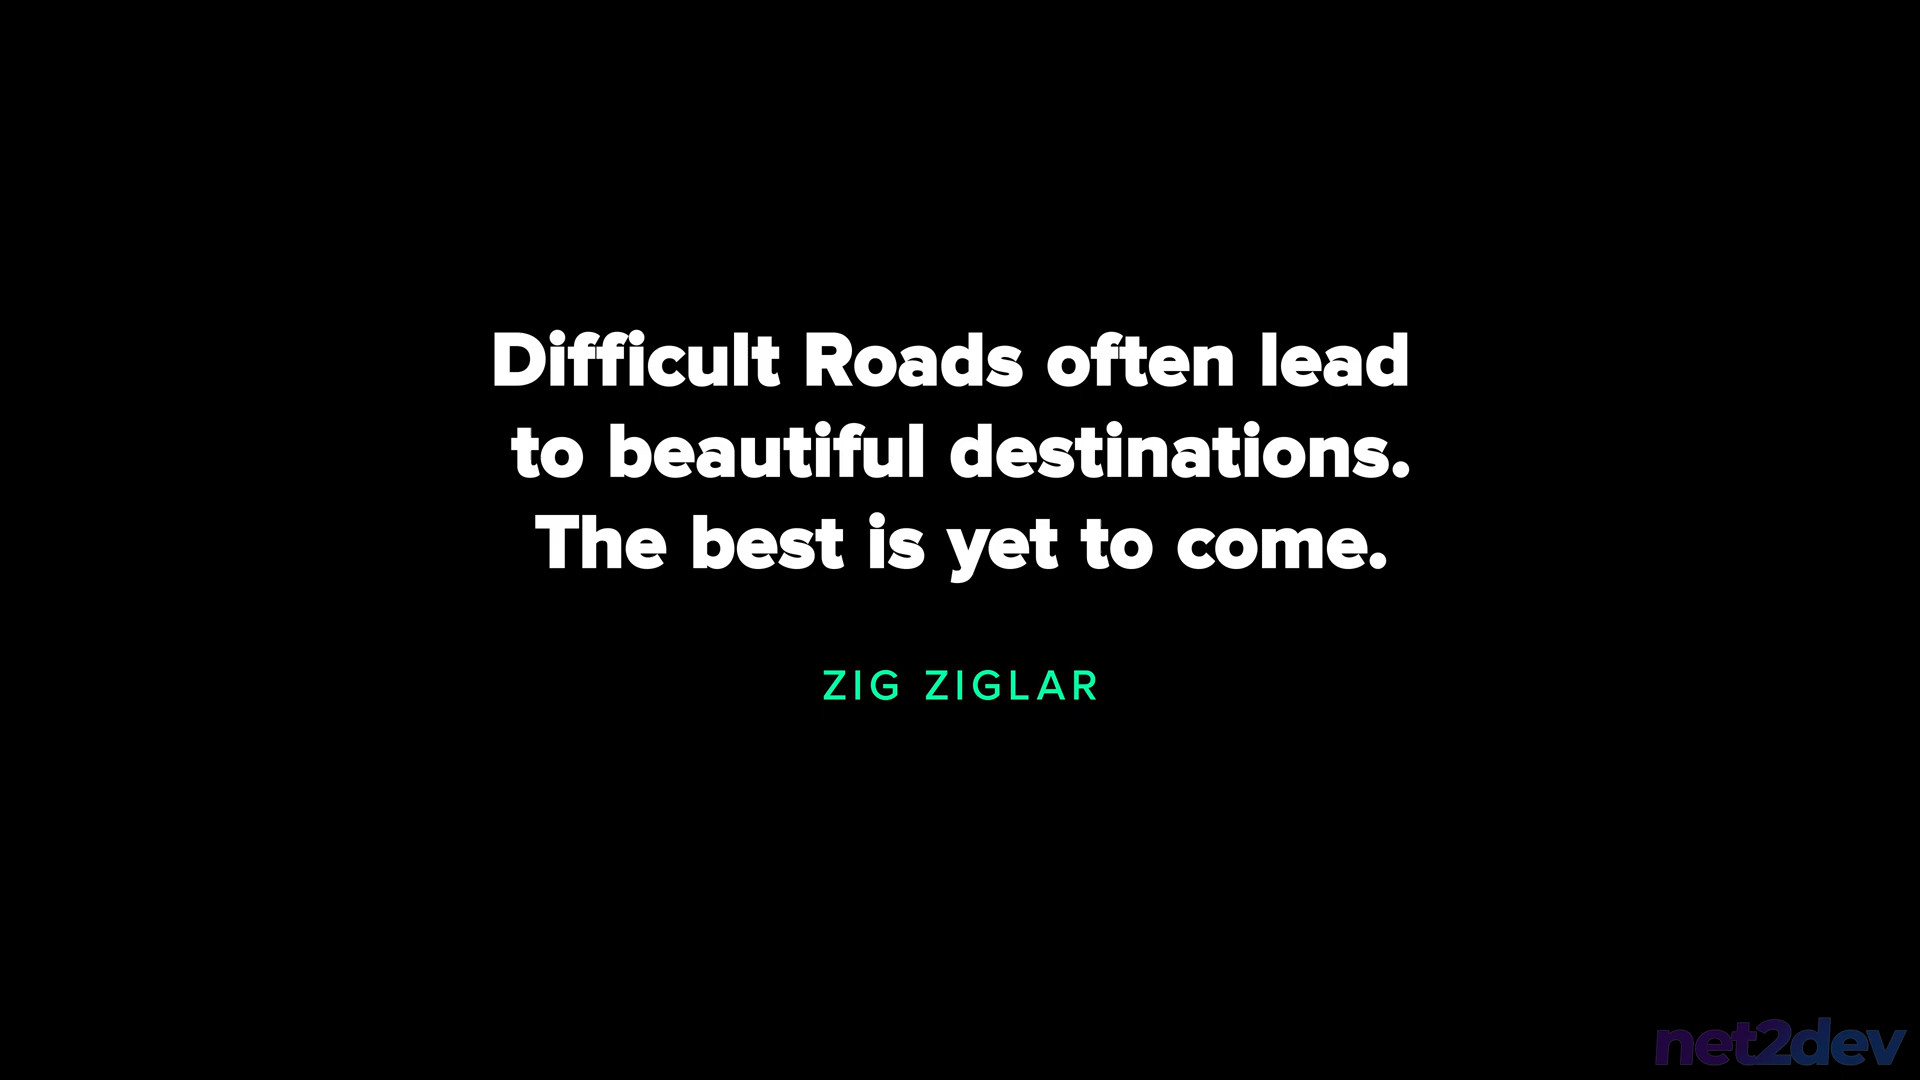 Difficult Roads often lead
to beautiful destinations.
The best is yet to come.
ZIG ZIGLAR
net2dev